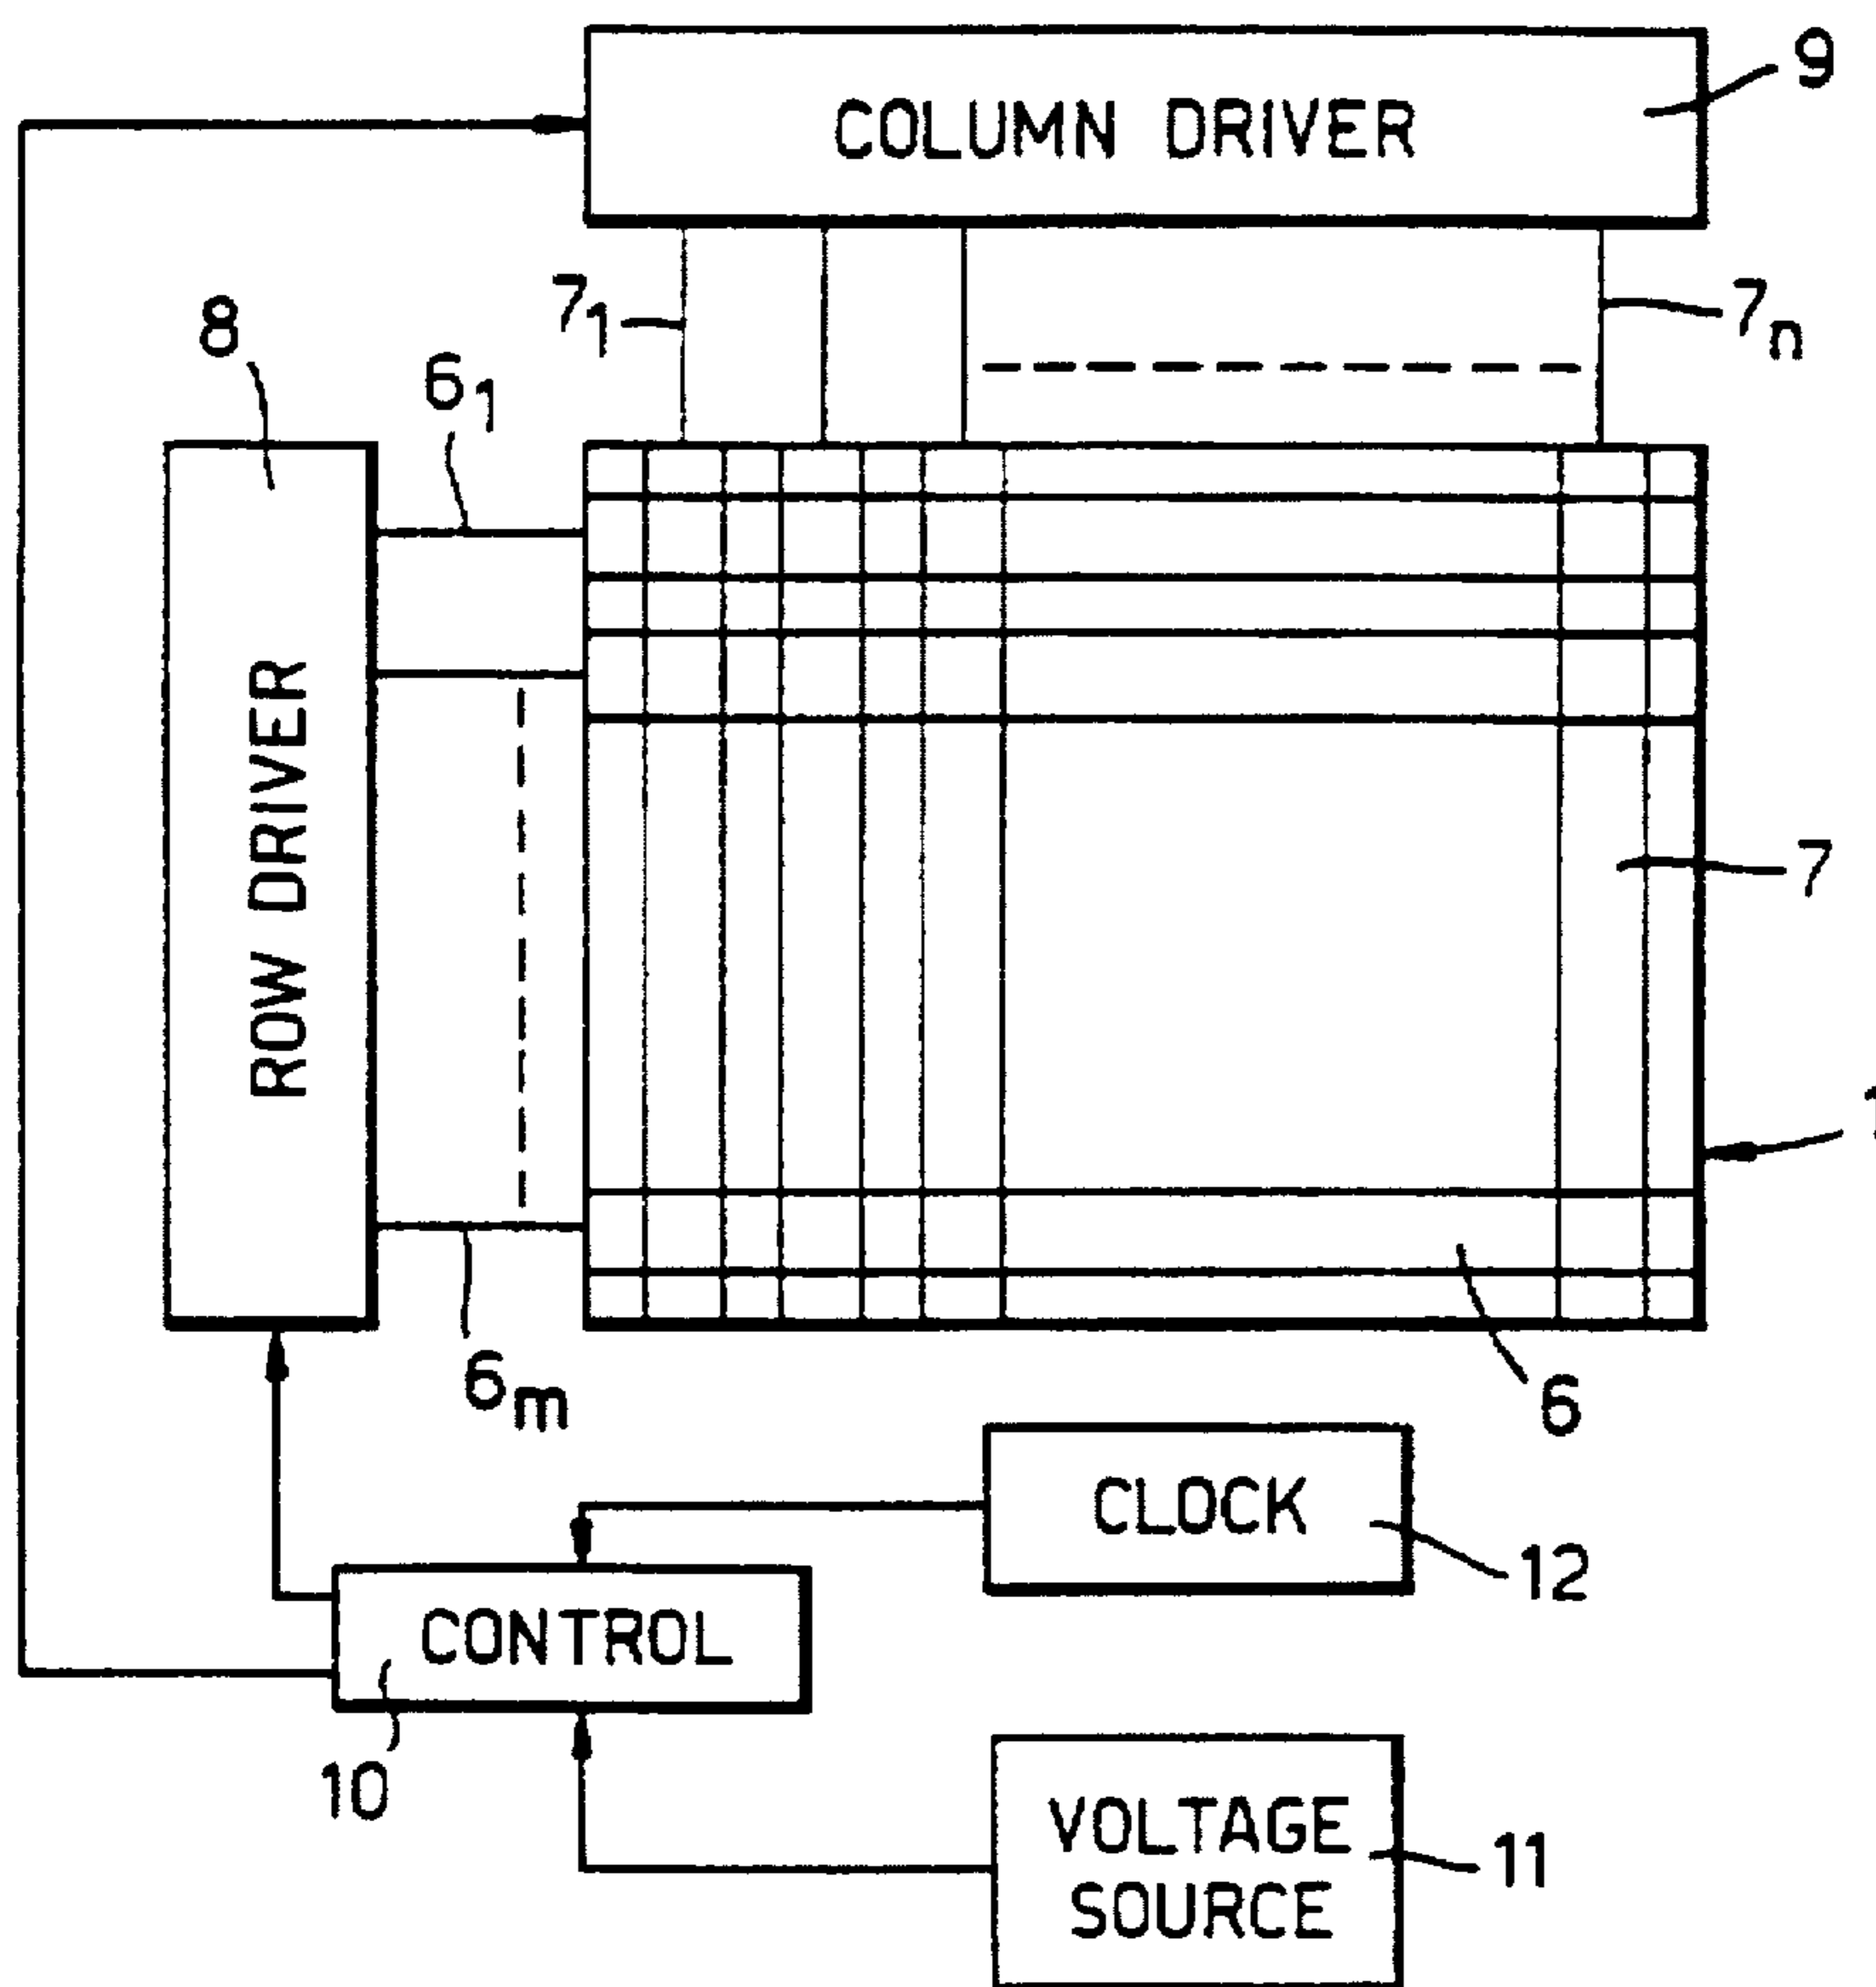 COLUMN DRIVER
9
7₁
7ₙ
8
6₁
ROW DRIVER
7
1
6ₘ
6
CLOCK
12
CONTROL
10
VOLTAGE
SOURCE
11